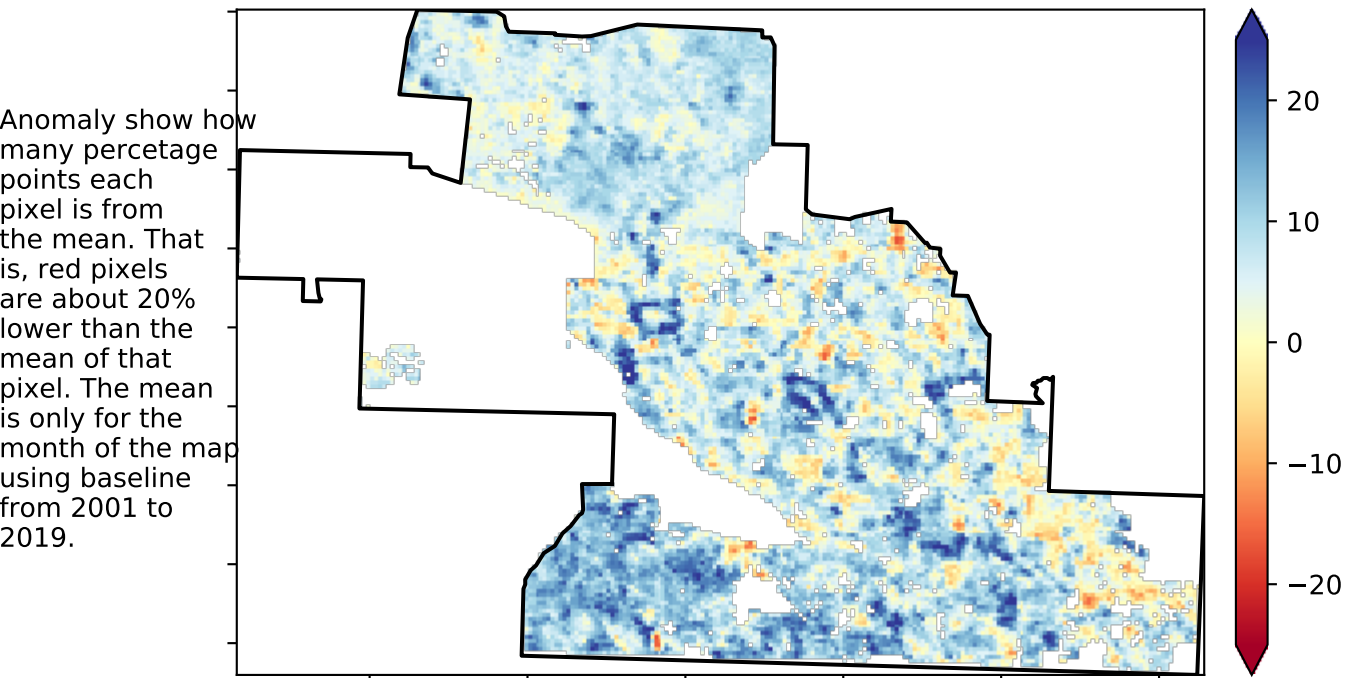 Anomaly show how
many percetage
points each
pixel is from
the mean. That
is, red pixels
are about 20%
lower than the
mean of that
pixel. The mean
is only for the
month of the map
using baseline
from 2001 to
2019.
20
10
0
−10
−20